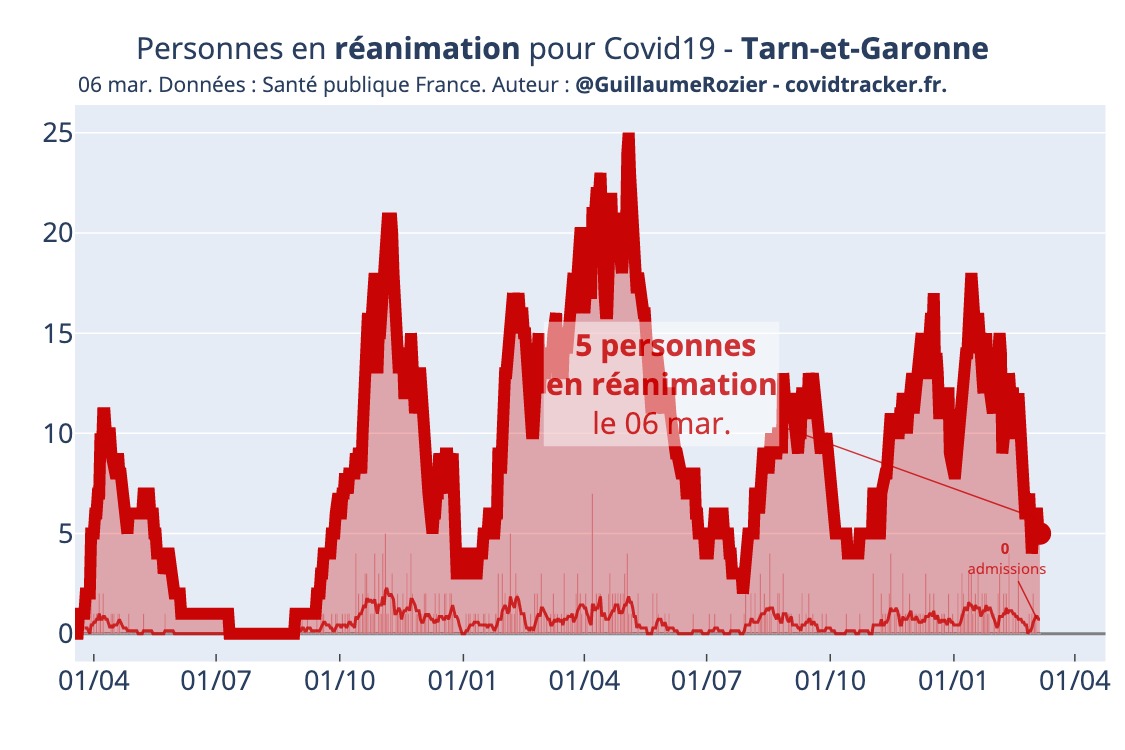 Personnes en réanimation pour Covid19 - Tarn-et-Garonne
06 mar. Données : Santé publique France. Auteur : @GuillaumeRozier - covidtracker.fr.
25
20
15
10
5
0
5 personnes
en réanimation
le 06 mar.
0
admissions
01/04
01/07
01/10
01/01
01/04
01/07
01/10
01/01
01/04